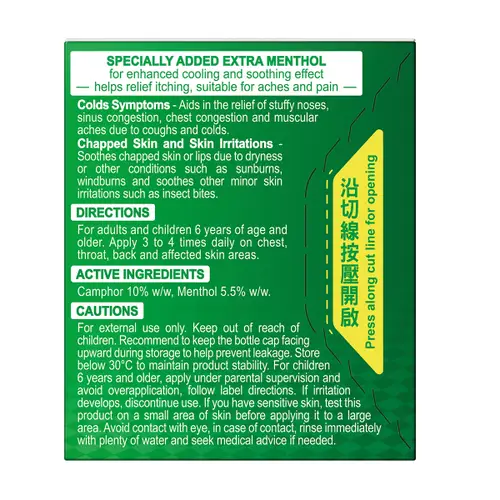 SPECIALLY ADDED EXTRA MENTHOL
for enhanced cooling and soothing effect
— helps relief itching, suitable for aches and pain —
Colds Symptoms - Aids in the relief of stuffy noses,
sinus congestion, chest congestion and muscular
aches due to coughs and colds.
Chapped Skin and Skin Irritations -
Soothes chapped skin or lips due to dryness
or other conditions such as sunburns,
windburns and soothes other minor skin
irritations such as insect bites.
DIRECTIONS
For adults and children 6 years of age and
older. Apply 3 to 4 times daily on chest,
throat, back and affected skin areas.
ACTIVE INGREDIENTS
Camphor 10% w/w, Menthol 5.5% w/w.
CAUTIONS
For external use only. Keep out of reach of
children. Recommend to keep the bottle cap facing
upward during storage to help prevent leakage. Store
below 30°C to maintain product stability. For children
6 years and older, apply under parental supervision and
avoid overapplication, follow label directions. If irritation
develops, discontinue use. If you have sensitive skin, test this
product on a small area of skin before applying it to a large
area. Avoid contact with eye, in case of contact, rinse immediately
with plenty of water and seek medical advice if needed.
沿切線按壓開啟
Press along cut line for opening